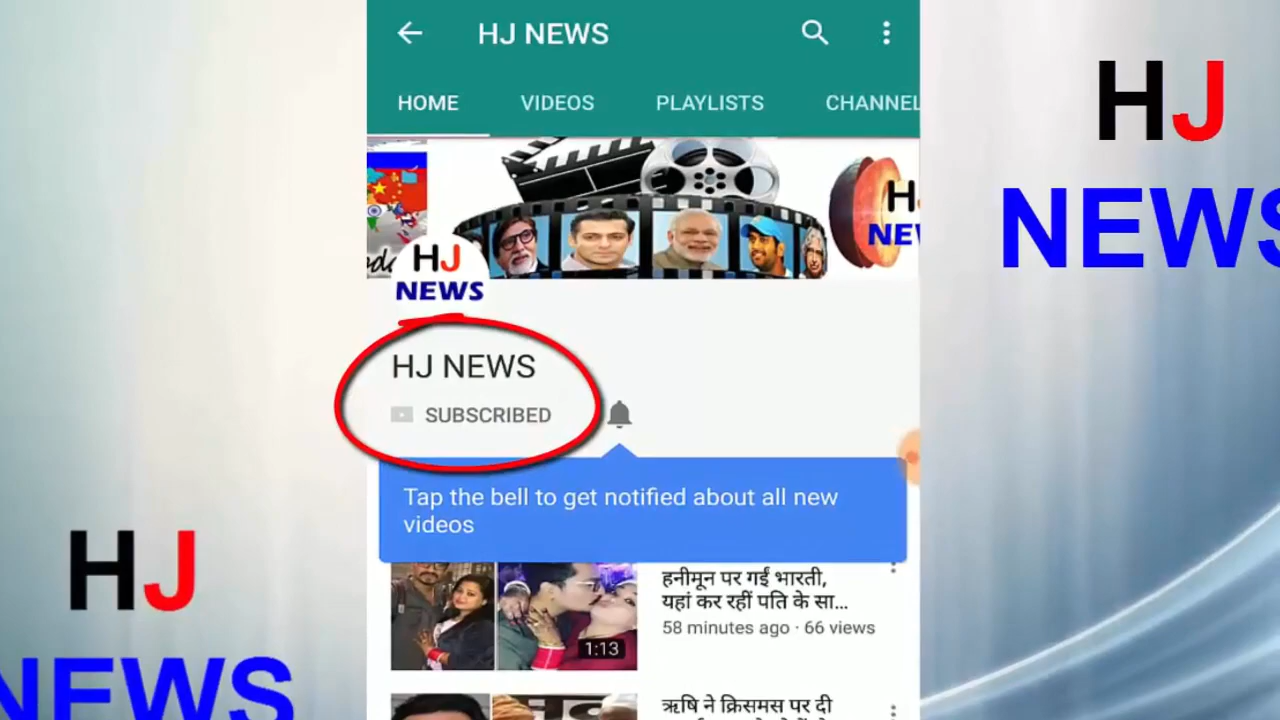 HJ NEWS
HOME VIDEOS PLAYLISTS CHANNEL
HJ
NEWS
HJ
NEWS
HJ NEWS
SUBSCRIBED
Tap the bell to get notified about all new
videos
हनीमून पर गईं भारती,
यहां कर रहीं पति के सा...
58 minutes ago · 66 views
1:13
ऋषि ने क्रिसमस पर दी
HJ
NEWS